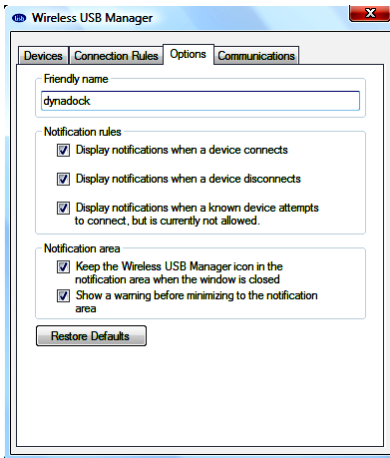 Wireless USB Manager
Devices Connection Rules Options Communications
Friendly name
dynadock
Notification rules
Display notifications when a device connects
Display notifications when a device disconnects
Display notifications when a known device attempts
to connect, but is currently not allowed.
Notification area
Keep the Wireless USB Manager icon in the
notification area when the window is closed
Show a warning before minimizing to the notification
area
Restore Defaults